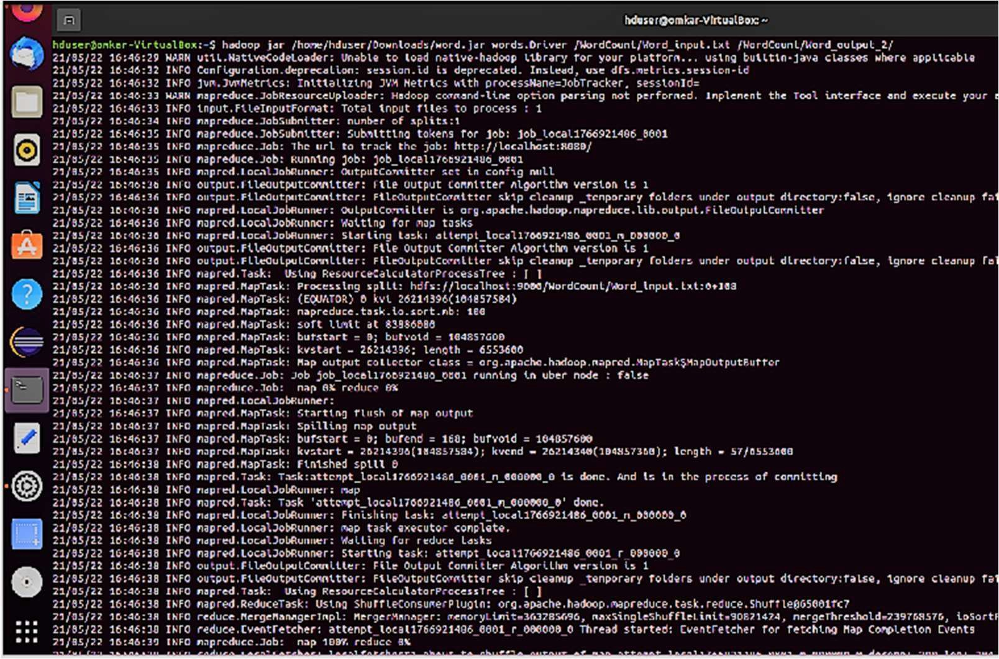 hduser@omkar-VirtualBox: ~
hduser@omkar-VirtualBox:~$ hadoop jar /home/hduser/Downloads/word.jar words.Driver /WordCount/Word_input.txt /WordCount/Word_output_2/
21/05/22 16:46:29 WARN util.NativeCodeLoader: Unable to load native-hadoop library for your platform... using builtin-java classes where applicable
21/05/22 16:46:32 INFO Configuration.deprecation: session.id is deprecated. Instead, use dfs.metrics.session-id
21/05/22 16:46:32 INFO jvm.JvmMetrics: Initializing JVM Metrics with processName=JobTracker, sessionId=
21/05/22 16:46:33 WARN mapreduce.JobResourceUploader: Hadoop command-line option parsing not performed. Implement the Tool interface and execute your
21/05/22 16:46:33 INFO input.FileInputFormat: Total input files to process : 1
21/05/22 16:46:34 INFO mapreduce.JobSubmitter: number of splits:1
21/05/22 16:46:35 INFO mapreduce.JobSubmitter: Submitting tokens for job: job_local1766921486_0001
21/05/22 16:46:35 INFO mapreduce.Job: The url to track the job: http://localhost:8080/
21/05/22 16:46:35 INFO mapreduce.Job: Running job: job_local1766921486_0001
21/05/22 16:46:35 INFO mapred.LocalJobRunner: OutputCommitter set in config null
21/05/22 16:46:36 INFO output.FileOutputCommitter: File Output Committer Algorithm version is 1
21/05/22 16:46:36 INFO output.FileOutputCommitter: FileOutputCommitter skip cleanup _temporary folders under output directory:false, ignore cleanup
21/05/22 16:46:36 INFO mapred.LocalJobRunner: OutputCommitter is org.apache.hadoop.mapreduce.lib.output.FileOutputCommitter
21/05/22 16:46:36 INFO mapred.LocalJobRunner: Waiting for map tasks
21/05/22 16:46:36 INFO mapred.LocalJobRunner: Starting task: attempt_local1766921486_0001_m_000000_0
21/05/22 16:46:36 INFO output.FileOutputCommitter: File Output Committer Algorithm version is 1
21/05/22 16:46:36 INFO output.FileOutputCommitter: FileOutputCommitter skip cleanup _temporary folders under output directory:false, ignore cleanup
21/05/22 16:46:36 INFO mapred.Task:  Using ResourceCalculatorProcessTree : [ ]
21/05/22 16:46:36 INFO mapred.MapTask: Processing split: hdfs://localhost:9000/WordCount/Word_input.txt:0+108
21/05/22 16:46:36 INFO mapred.MapTask: (EQUATOR) 0 kvi 26214396(104857584)
21/05/22 16:46:36 INFO mapred.MapTask: mapreduce.task.io.sort.mb: 100
21/05/22 16:46:36 INFO mapred.MapTask: soft limit at 83886080
21/05/22 16:46:36 INFO mapred.MapTask: bufstart = 0; bufvoid = 104857600
21/05/22 16:46:36 INFO mapred.MapTask: kvstart = 26214396; length = 6553600
21/05/22 16:46:36 INFO mapred.MapTask: Map output collector class = org.apache.hadoop.mapred.MapTask$MapOutputBuffer
21/05/22 16:46:37 INFO mapreduce.Job: Job job_local1766921486_0001 running in uber mode : false
21/05/22 16:46:37 INFO mapreduce.Job:  map 0% reduce 0%
21/05/22 16:46:37 INFO mapred.LocalJobRunner:
21/05/22 16:46:37 INFO mapred.MapTask: Starting flush of map output
21/05/22 16:46:37 INFO mapred.MapTask: Spilling map output
21/05/22 16:46:37 INFO mapred.MapTask: bufstart = 0; bufend = 168; bufvoid = 104857600
21/05/22 16:46:37 INFO mapred.MapTask: kvstart = 26214396(104857584); kvend = 26214340(104857360); length = 57/6553600
21/05/22 16:46:38 INFO mapred.MapTask: Finished spill 0
21/05/22 16:46:38 INFO mapred.Task: Task:attempt_local1766921486_0001_m_000000_0 is done. And is in the process of committing
21/05/22 16:46:38 INFO mapred.LocalJobRunner: map
21/05/22 16:46:38 INFO mapred.Task: Task 'attempt_local1766921486_0001_m_000000_0' done.
21/05/22 16:46:38 INFO mapred.LocalJobRunner: Finishing task: attempt_local1766921486_0001_m_000000_0
21/05/22 16:46:38 INFO mapred.LocalJobRunner: map task executor complete.
21/05/22 16:46:38 INFO mapred.LocalJobRunner: Waiting for reduce tasks
21/05/22 16:46:38 INFO mapred.LocalJobRunner: Starting task: attempt_local1766921486_0001_r_000000_0
21/05/22 16:46:38 INFO output.FileOutputCommitter: File Output Committer Algorithm version is 1
21/05/22 16:46:38 INFO output.FileOutputCommitter: FileOutputCommitter skip cleanup _temporary folders under output directory:false, ignore cleanup
21/05/22 16:46:38 INFO mapred.Task:  Using ResourceCalculatorProcessTree : [ ]
21/05/22 16:46:38 INFO mapred.ReduceTask: Using ShuffleConsumerPlugin: org.apache.hadoop.mapreduce.task.reduce.Shuffle@65001fc7
21/05/22 16:46:38 INFO reduce.MergeManagerImpl: MergerManager: memoryLimit=363285696, maxSingleShuffleLimit=90821424, mergeThreshold=239768576,
21/05/22 16:46:38 INFO reduce.EventFetcher: attempt_local1766921486_0001_r_000000_0 Thread started: EventFetcher for fetching Map Completion Events
21/05/22 16:46:39 INFO mapreduce.Job:  map 100% reduce 0%